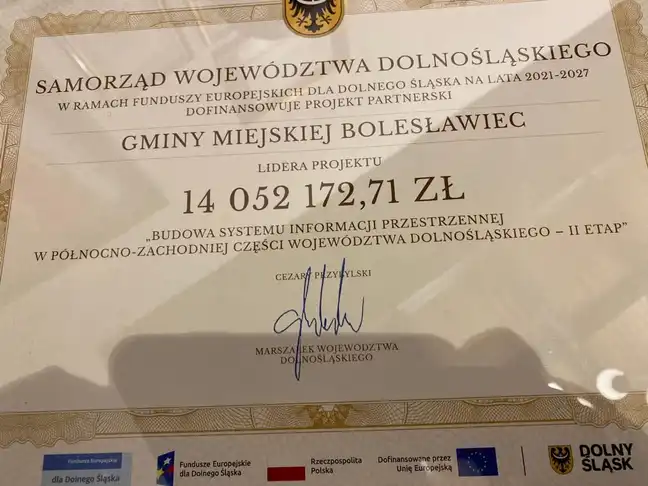 SAMORZĄD WOJEWÓDZTWA DOLNOŚLĄSKIEGO
W RAMACH FUNDUSZY EUROPEJSKICH DLA DOLNEGO ŚLĄSKA NA LATA 2021-2027
DOFINANSOWUJE PROJEKT PARTNERSKI
GMINY MIEJSKIEJ BOLESŁAWIEC
LIDERA PROJEKTU
14 052 172,71 ZŁ
„BUDOWA SYSTEMU INFORMACJI PRZESTRZENNEJ
W PÓŁNOCNO-ZACHODNIEJ CZĘŚCI WOJEWÓDZTWA DOLNOŚLĄSKIEGO – II ETAP”
CEZARY PRZYBYLSKI
MARSZAŁEK WOJEWÓDZTWA
DOLNOŚLĄSKIEGO
Fundusze Europejskie
dla Dolnego Śląska
Fundusze Europejskie
dla Dolnego Śląska
Rzeczpospolita
Polska
Dofinansowane przez
Unię Europejską
DOLNY
ŚLĄSK